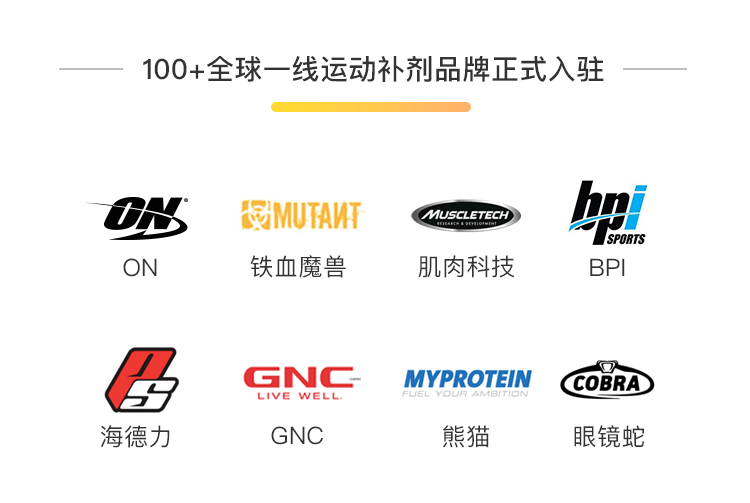 100+全球一线运动补剂品牌正式入驻
ON
MUTANT
MUSCLETECH
RESEARCH & DEVELOPMENT
bpi
SPORTS
ON
铁血魔兽
肌肉科技
BPI
PS
GNC
LIVE WELL.
MYPROTEIN
FUEL YOUR AMBITION
COBRA
海德力
GNC
熊猫
眼镜蛇